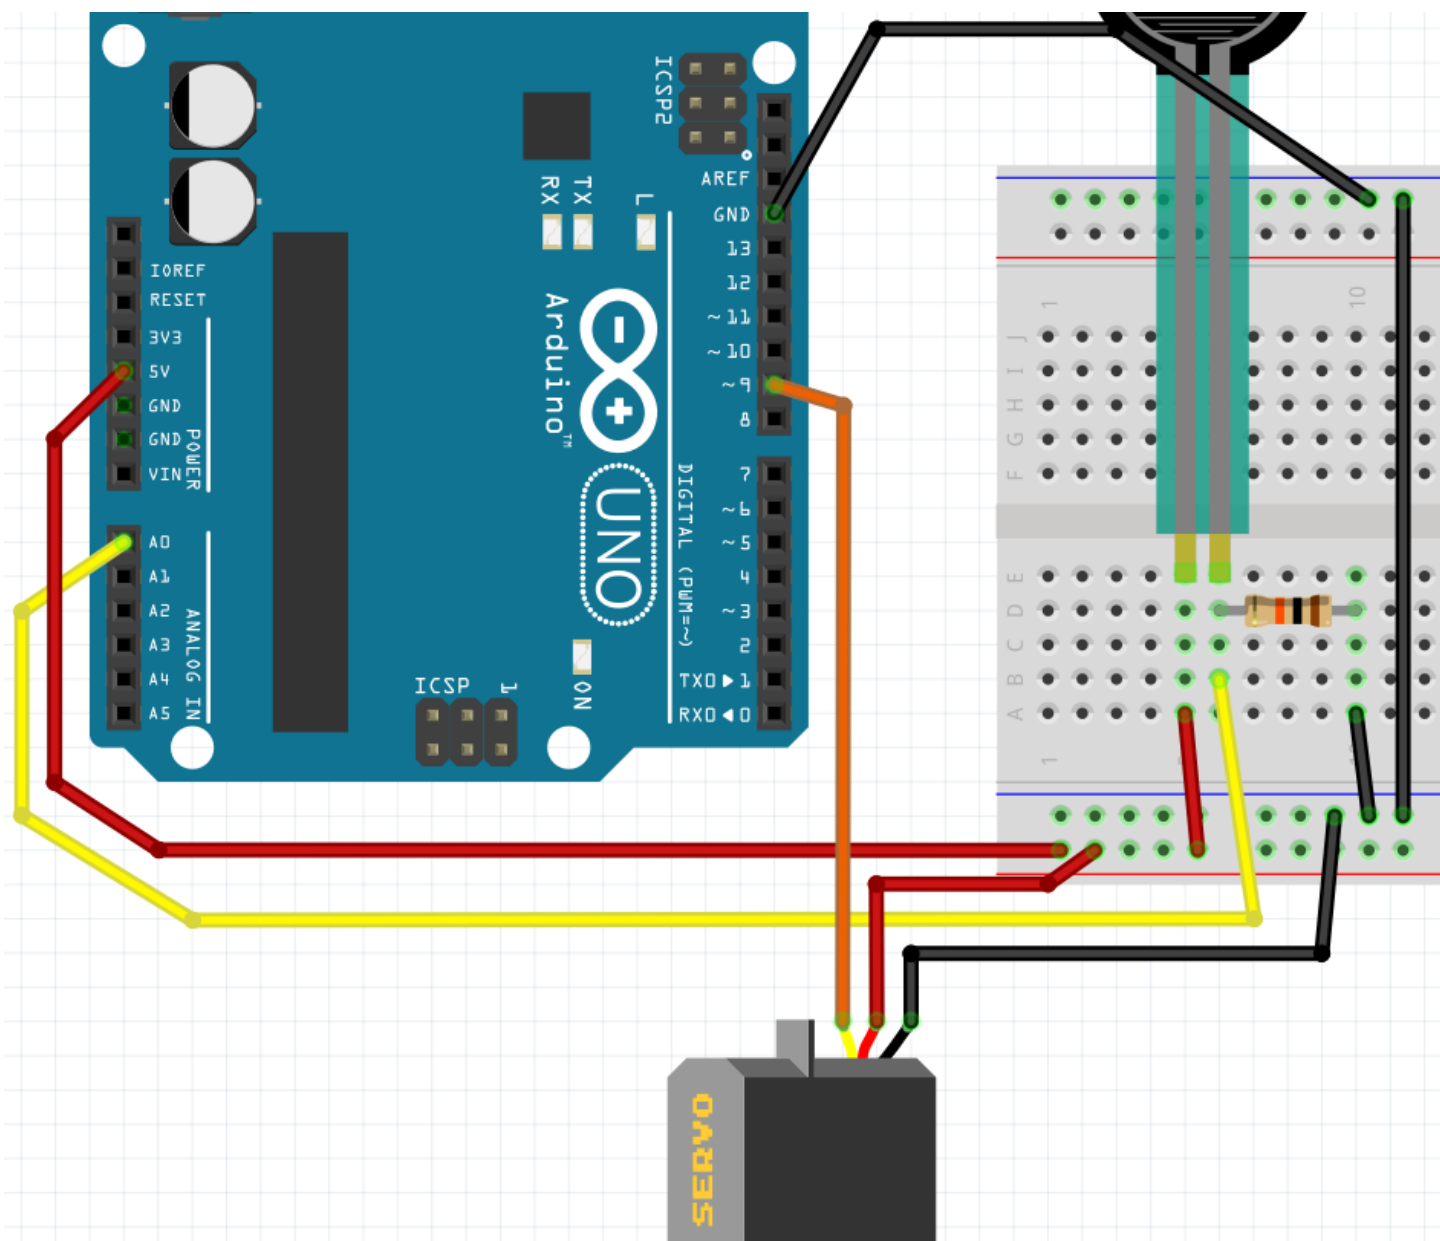 ICSP2
RX
TX
L
AREF
GND
13
12
~11
~10
~9
8
IOREF
RESET
3V3
5V
GND
GND
VIN
POWER
Arduino™
UNO
DIGITAL (PWM=~)
7
~6
~5
4
~3
2
TX0▶1
RX0◀0
A0
A1
A2
A3
A4
A5
ANALOG IN
ICSP
1
ON
1
10
J
I
H
G
F
E
D
C
B
A
1
SERVO